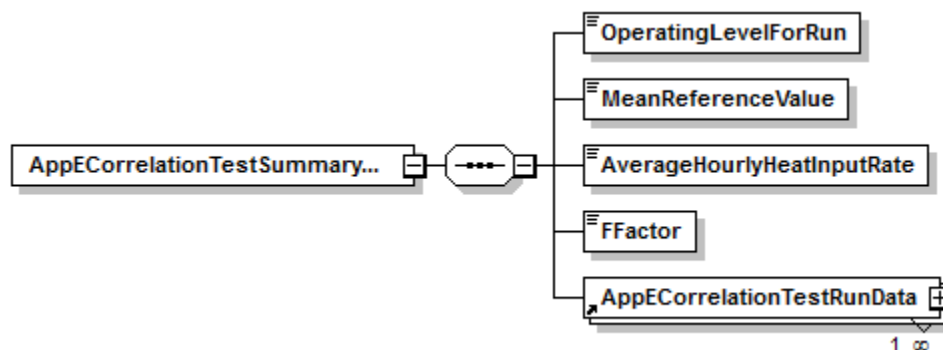 OperatingLevelForRun
MeanReferenceValue
AppECorrelationTestSummary...
AverageHourlyHeatInputRate
FFactor
AppECorrelationTestRunData
1 ∞